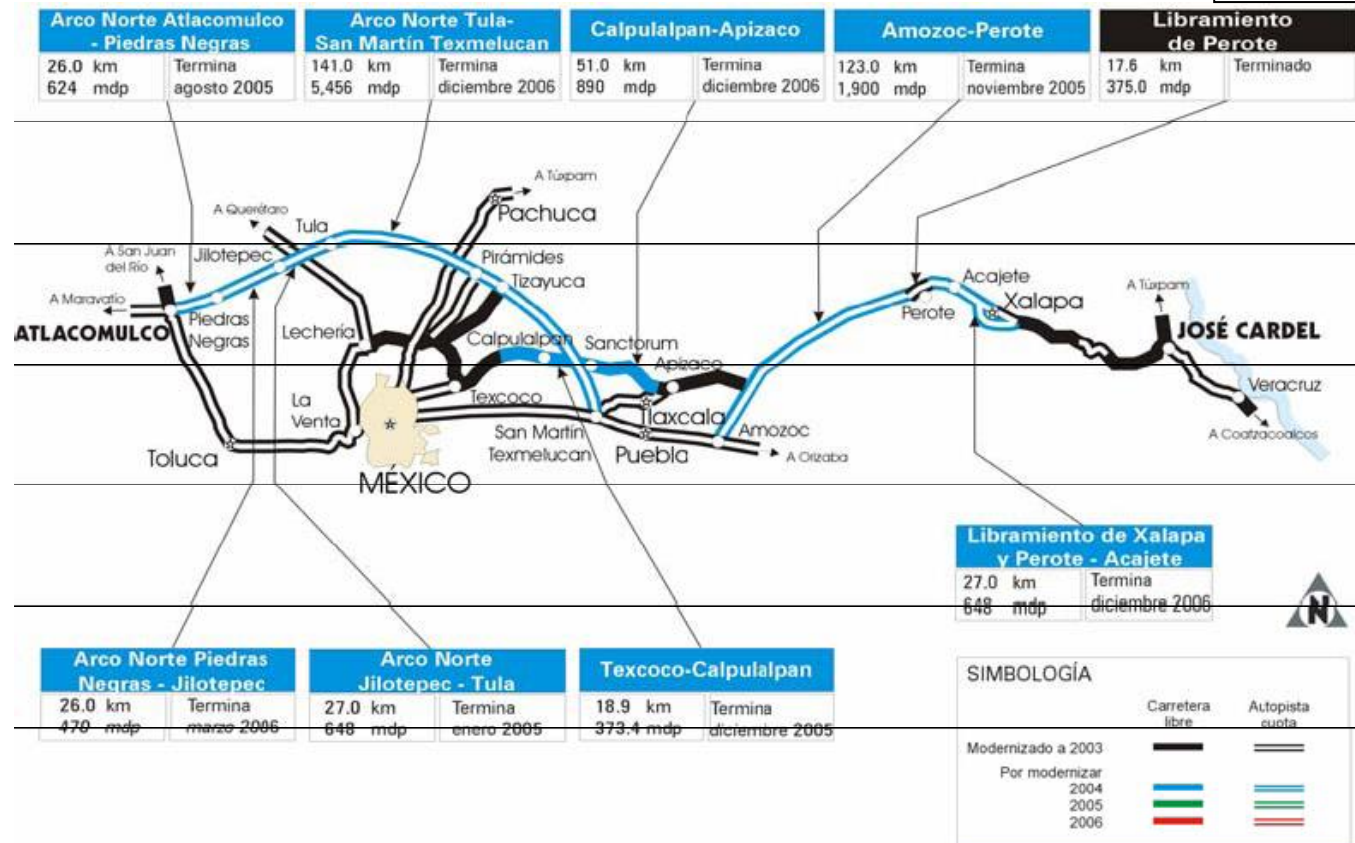 Arco Norte Atlacomulco
- Piedras Negras
26.0 km Termina
624 mdp agosto 2005
Arco Norte Tula-
San Martín Texmelucan
141.0 km Termina
5,456 mdp diciembre 2006
Calpulalpan-Apizaco
51.0 km Termina
890 mdp diciembre 2006
Amozoc-Perote
123.0 km Termina
1,900 mdp noviembre 2005
Libramiento
de Perote
17.6 km Terminado
375.0 mdp
A Túxpam
Pachuca
A Querétaro
Tula
A San Juan
del Río
Jilotepec
Pirámides
Tizayuca
A Maravatío
ATLACOMULCO
Piedras
Negras
Lechería
Calpulalpan
Sanctorum
Apizaco
Acajete
Xalapa
Perote
A Túxpam
JOSÉ CARDEL
Veracruz
A Coatzacoalcos
La
Venta
Texcoco
Tlaxcala
San Martín
Texmelucan
Puebla
Amozoc
A Orizaba
Toluca
MÉXICO
Libramiento de Xalapa
y Perote - Acajete
27.0 km Termina
648 mdp diciembre 2006
N
Arco Norte Piedras
Negras - Jilotepec
26.0 km Termina
470 mdp marzo 2006
Arco Norte
Jilotepec - Tula
27.0 km Termina
648 mdp enero 2005
Texcoco-Calpulalpan
18.9 km Termina
373.4 mdp diciembre 2005
SIMBOLOGÍA
Carretera
libre
Autopista
cuota
Modernizado a 2003
Por modernizar
2004
2005
2006